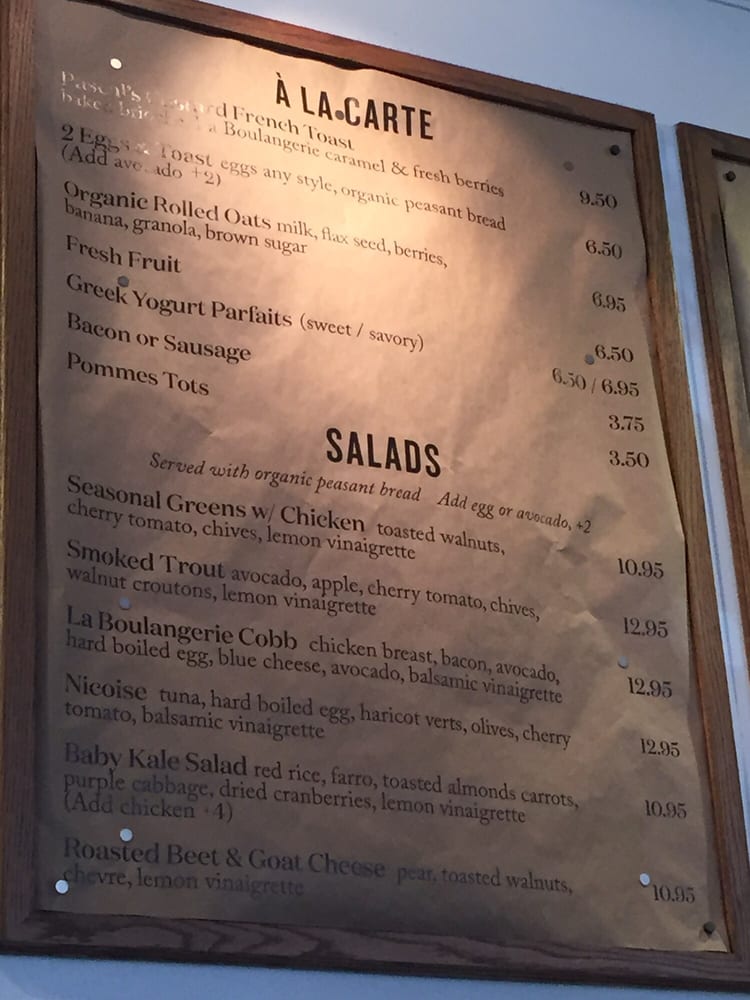 À LA CARTE
Pascal's Custard French Toast
baked brioche, La Boulangerie caramel & fresh berries 9.50
2 Eggs & Toast eggs any style, organic peasant bread
(Add avocado +2) 6.50
Organic Rolled Oats milk, flax seed, berries,
banana, granola, brown sugar 6.95
Fresh Fruit 6.50
Greek Yogurt Parfaits (sweet / savory) 6.50 / 6.95
Bacon or Sausage 3.75
Pommes Tots 3.50
SALADS
Served with organic peasant bread Add egg or avocado, +2
Seasonal Greens w/ Chicken toasted walnuts,
cherry tomato, chives, lemon vinaigrette 10.95
Smoked Trout avocado, apple, cherry tomato, chives,
walnut croutons, lemon vinaigrette 12.95
La Boulangerie Cobb chicken breast, bacon, avocado,
hard boiled egg, blue cheese, avocado, balsamic vinaigrette 12.95
Nicoise tuna, hard boiled egg, haricot verts, olives, cherry
tomato, balsamic vinaigrette 12.95
Baby Kale Salad red rice, farro, toasted almonds carrots,
purple cabbage, dried cranberries, lemon vinaigrette 10.95
(Add chicken +4)
Roasted Beet & Goat Cheese pear, toasted walnuts,
chevre, lemon vinaigrette 10.95